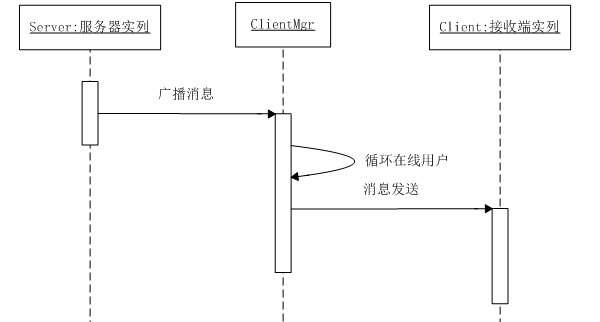 Server:服务器实列
ClientMgr
Client:接收端实列
广播消息
循环在线用户
消息发送